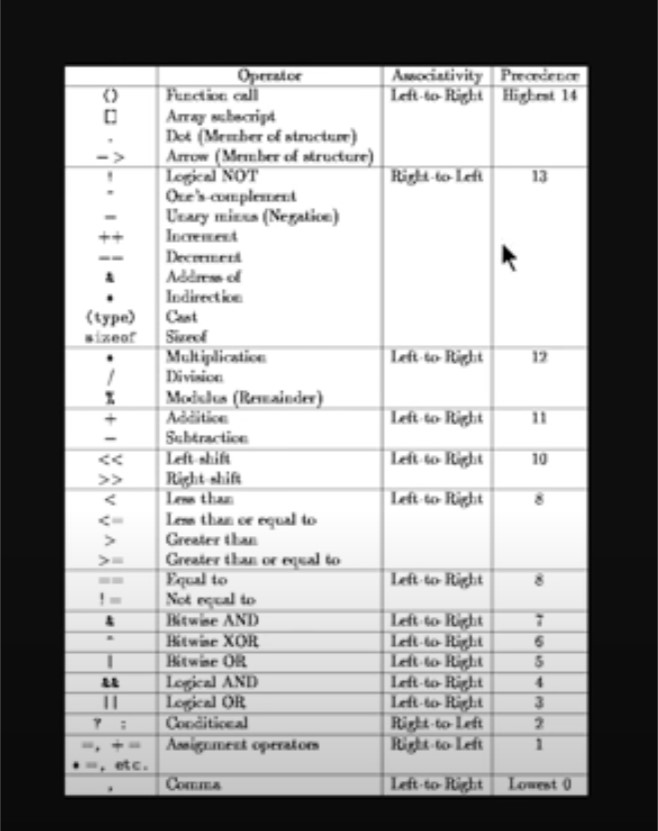 Operator Associativity Precedence
() Function call Left-to-Right Highest 14
[] Array subscript
. Dot (Member of structure)
-> Arrow (Member of structure)
! Logical NOT Right-to-Left 13
~ One's-complement
- Unary minus (Negation)
++ Increment
-- Decrement
& Address-of
* Indirection
(type) Cast
sizeof Sizeof
* Multiplication Left-to-Right 12
/ Division
% Modulus (Remainder)
+ Addition Left-to-Right 11
- Subtraction
<< Left-shift Left-to-Right 10
>> Right-shift
< Less than Left-to-Right 8
<= Less than or equal to
> Greater than
>= Greater than or equal to
== Equal to Left-to-Right 8
!= Not equal to
& Bitwise AND Left-to-Right 7
^ Bitwise XOR Left-to-Right 6
| Bitwise OR Left-to-Right 5
&& Logical AND Left-to-Right 4
|| Logical OR Left-to-Right 3
? : Conditional Right-to-Left 2
=, += Assignment operators Right-to-Left 1
*=, etc.
, Comma Left-to-Right Lowest 0